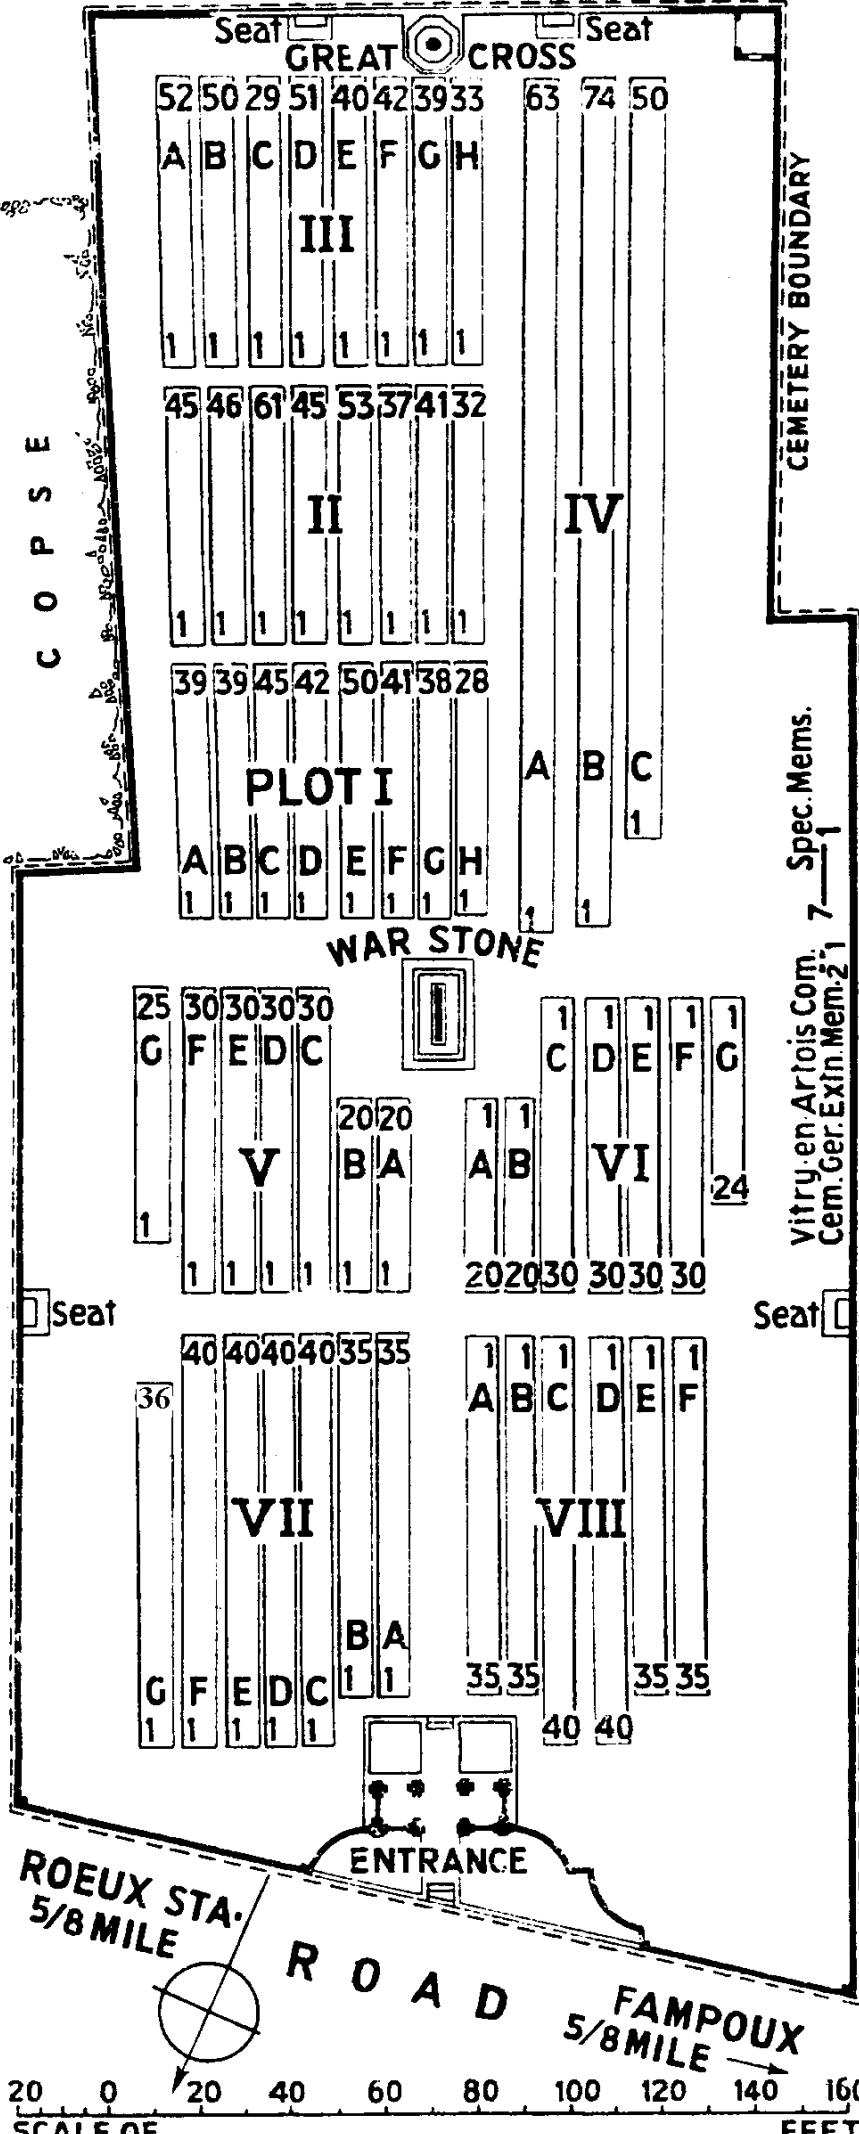 Seat Seat
GREAT CROSS
52 50 29 51 40 42 39 33 63 74 50
A B C D E F G H
III
1 1 1 1 1 1 1 1
CEMETERY BOUNDARY
COPSE
45 46 61 45 53 37 41 32
II IV
1 1 1 1 1 1 1 1
39 39 45 42 50 41 38 28
A B C
PLOT I
1
A B C D E F G H
1 1 1 1 1 1 1 1 1 1
Spec. Mems.
7—1
WAR STONE
Vitry-en-Artois Com.
Cem. Ger. Extn. Mem. 2-1
25 30 30 30 30 1 1 1 1 1
G F E D C C D E F G
20 20 1 1
V B A A B VI
24
1
1 1 1 1 1 1 20 20 30 30 30 30
Seat Seat
40 40 40 40 35 35 1 1 1 1 1 1
36 A B C D E F
VII VIII
B A
1 1 35 35 35 35
G F E D C
1 1 1 1 1 40 40
ENTRANCE
ROEUX STA.
5/8 MILE
ROAD
FAMPOUX
5/8 MILE
20 0 20 40 60 80 100 120 140 160
SCALE OF FEET